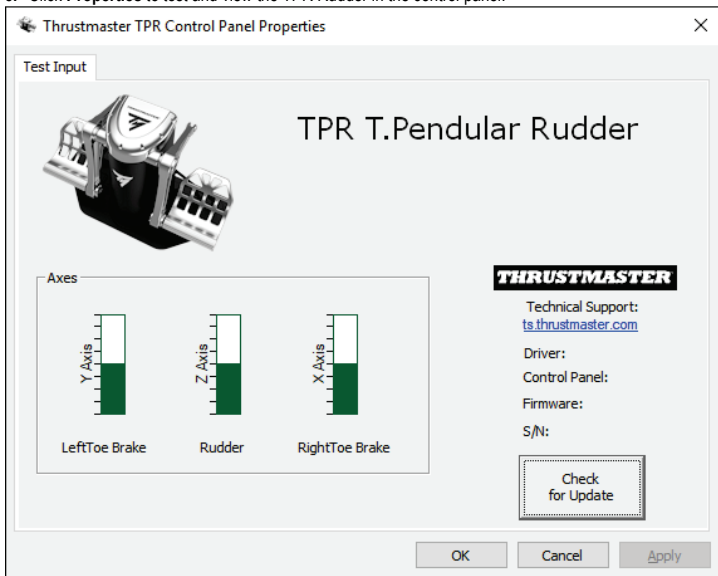 Thrustmaster TPR Control Panel Properties
Test Input
TPR T.Pendular Rudder
Axes
Y Axis
Z Axis
X Axis
LeftToe Brake
Rudder
RightToe Brake
THRUSTMASTER
Technical Support:
ts.thrustmaster.com
Driver:
Control Panel:
Firmware:
S/N:
Check
for Update
OK
Cancel
Apply